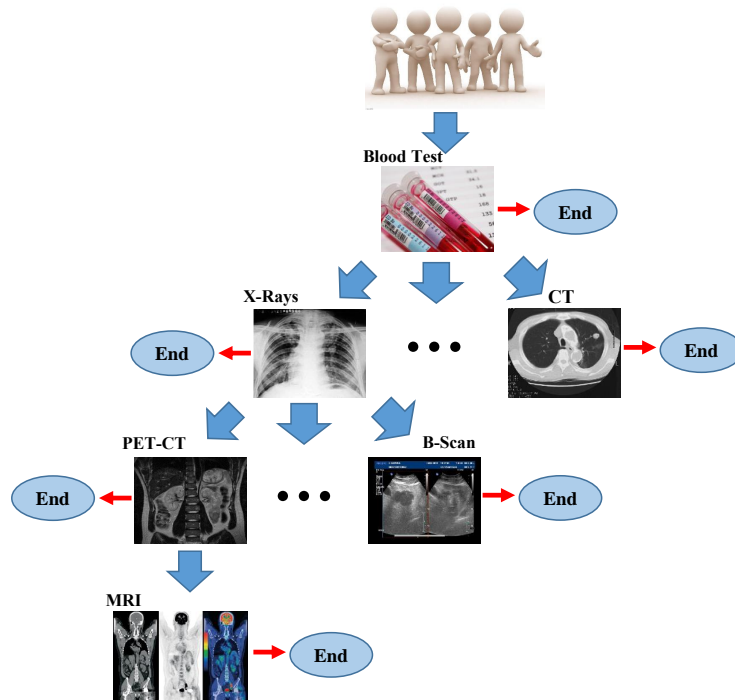 Blood Test
End
X-Rays
CT
End
End
PET-CT
B-Scan
End
End
MRI
End